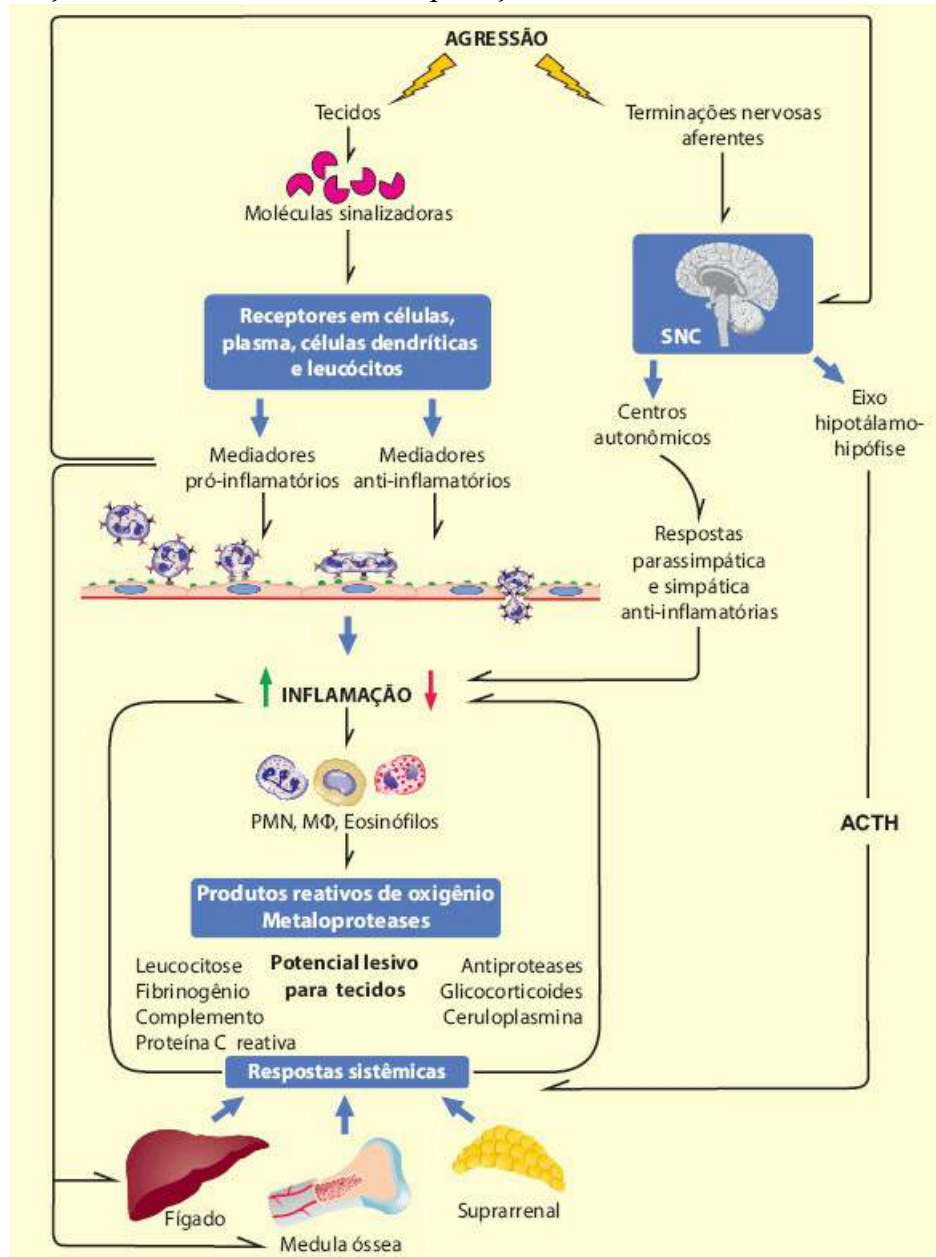 AGRESSÃO
Tecidos
Terminações nervosas
aferentes
Moléculas sinalizadoras
Receptores em células,
plasma, células dendríticas
e leucócitos
SNC
Centros
autonômicos
Eixo
hipotálamo-
hipófise
Mediadores
pró-inflamatórios
Mediadores
anti-inflamatórios
Respostas
parassimpática
e simpática
anti-inflamatórias
INFLAMAÇÃO
PMN, MΦ, Eosinófilos
ACTH
Produtos reativos de oxigênio
Metaloproteases
Leucocitose
Fibrinogênio
Complemento
Proteína C reativa
Potencial lesivo
para tecidos
Antiproteases
Glicocorticoides
Ceruloplasmina
Respostas sistêmicas
Fígado
Medula óssea
Suprarrenal